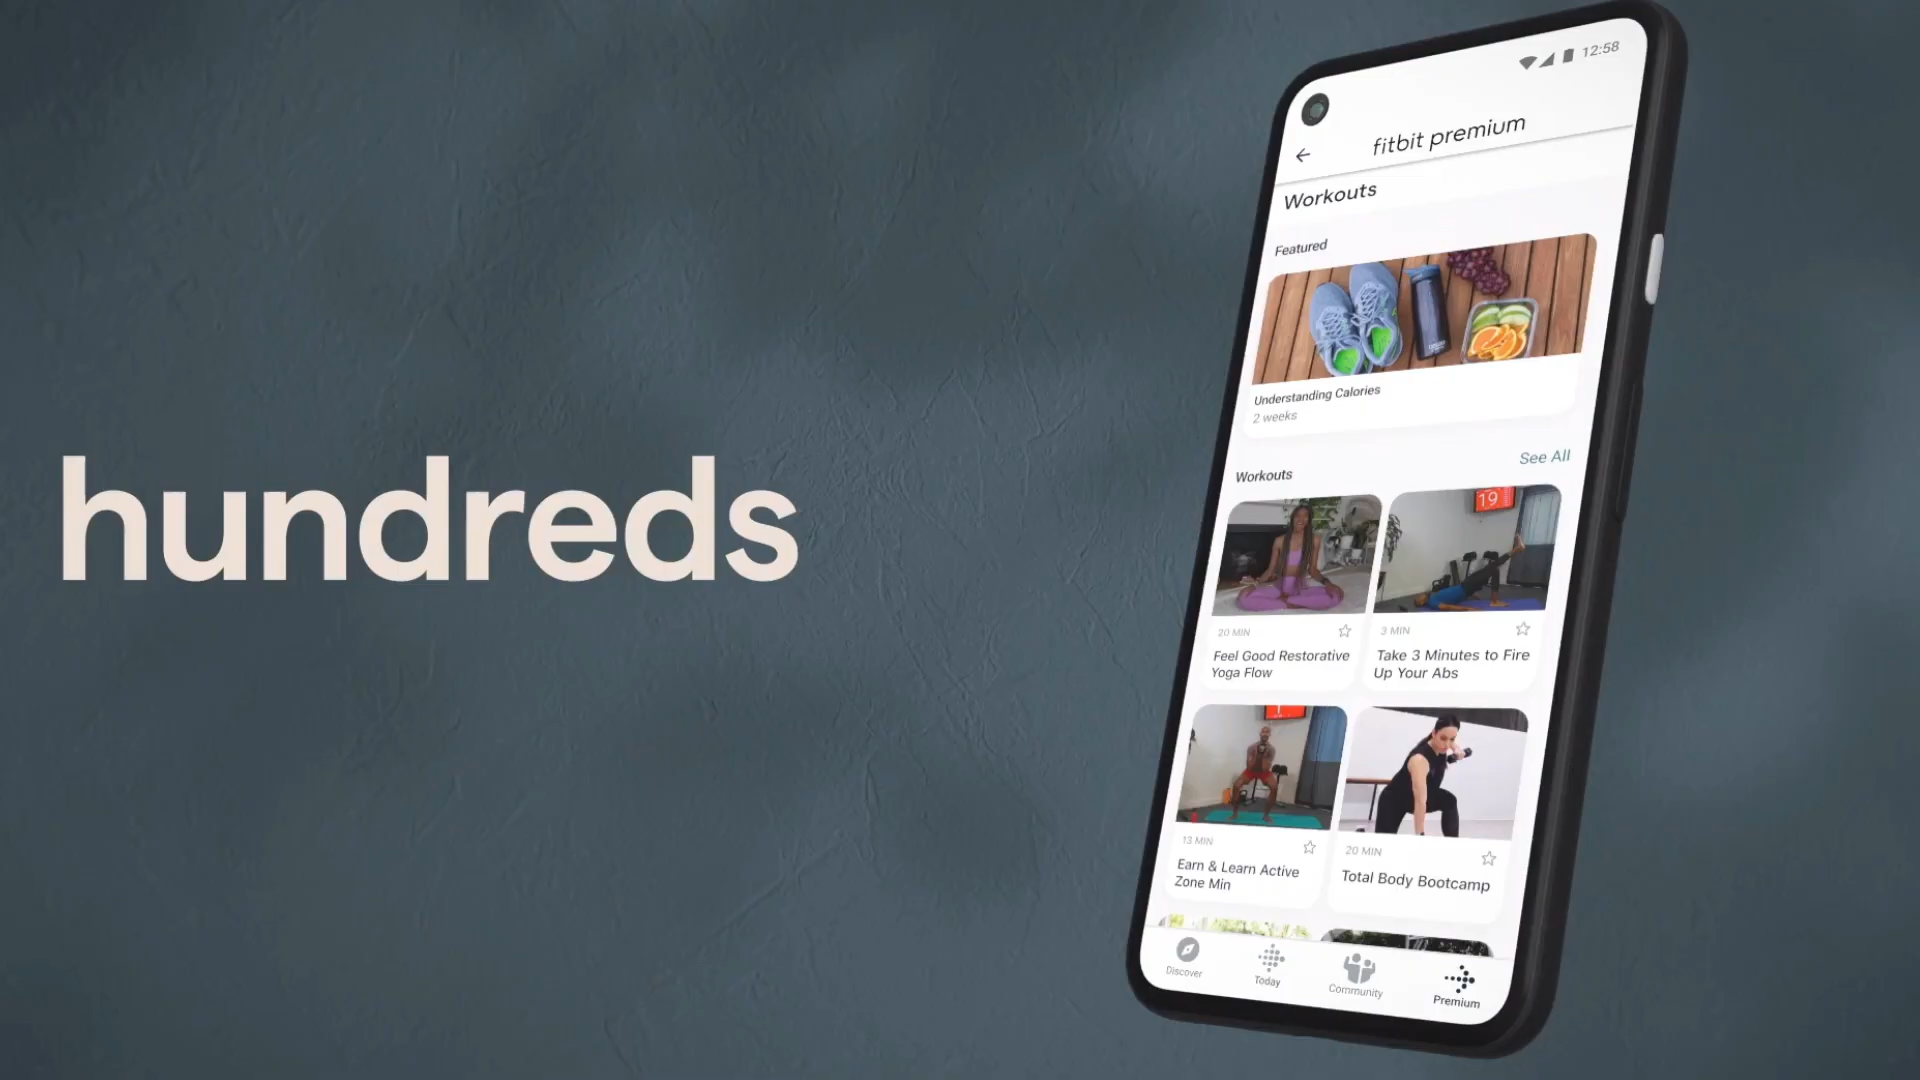 hundreds
12:58
fitbit premium
Workouts
Featured
Understanding Calories
2 weeks
Workouts
See All
19
20 MIN
Feel Good Restorative
Yoga Flow
3 MIN
Take 3 Minutes to Fire
Up Your Abs
13 MIN
Earn & Learn Active
Zone Min
20 MIN
Total Body Bootcamp
Discover
Today
Community
Premium